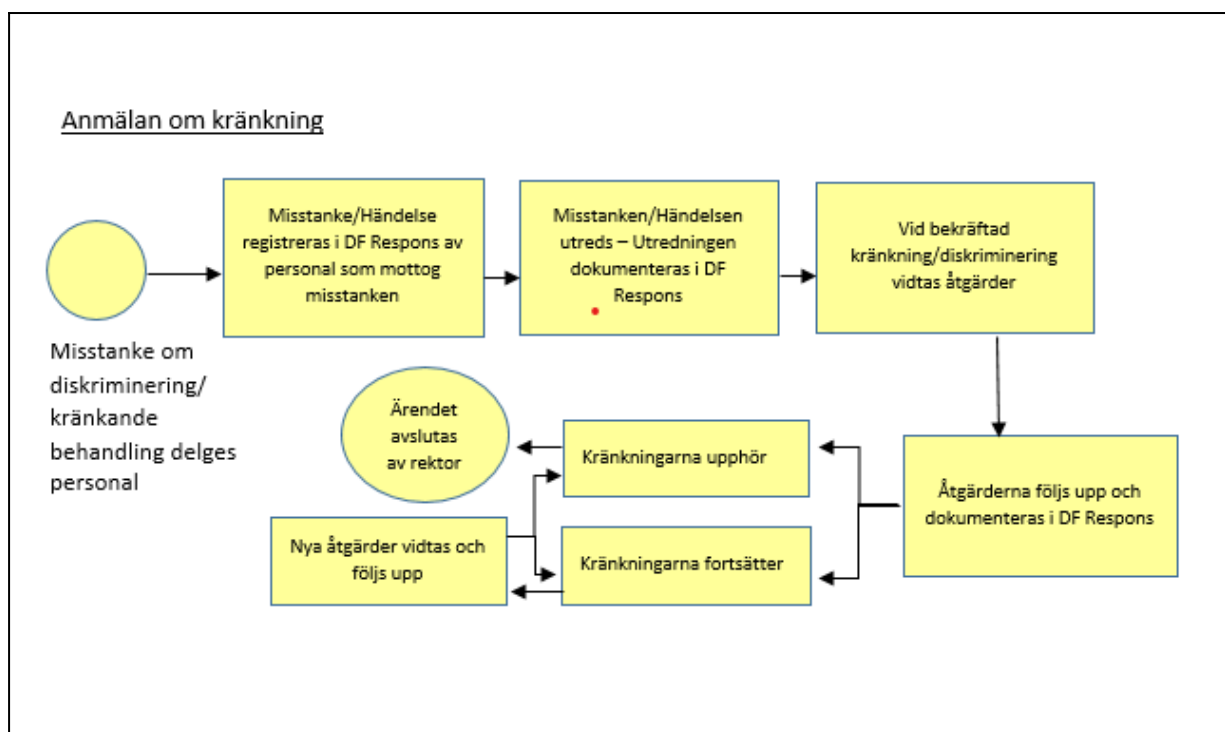 Anmälan om kränkning
Misstanke/Händelse
registreras i DF Respons av
personal som mottog
misstanken
Misstanken/Händelsen
utreds – Utredningen
dokumenteras i DF
Respons
Vid bekräftad
kränkning/diskriminering
vidtas åtgärder
Misstanke om
diskriminering/
kränkande
behandling delges
personal
Ärendet
avslutas
av rektor
Kränkningarna upphör
Åtgärderna följs upp och
dokumenteras i DF Respons
Nya åtgärder vidtas och
följs upp
Kränkningarna fortsätter